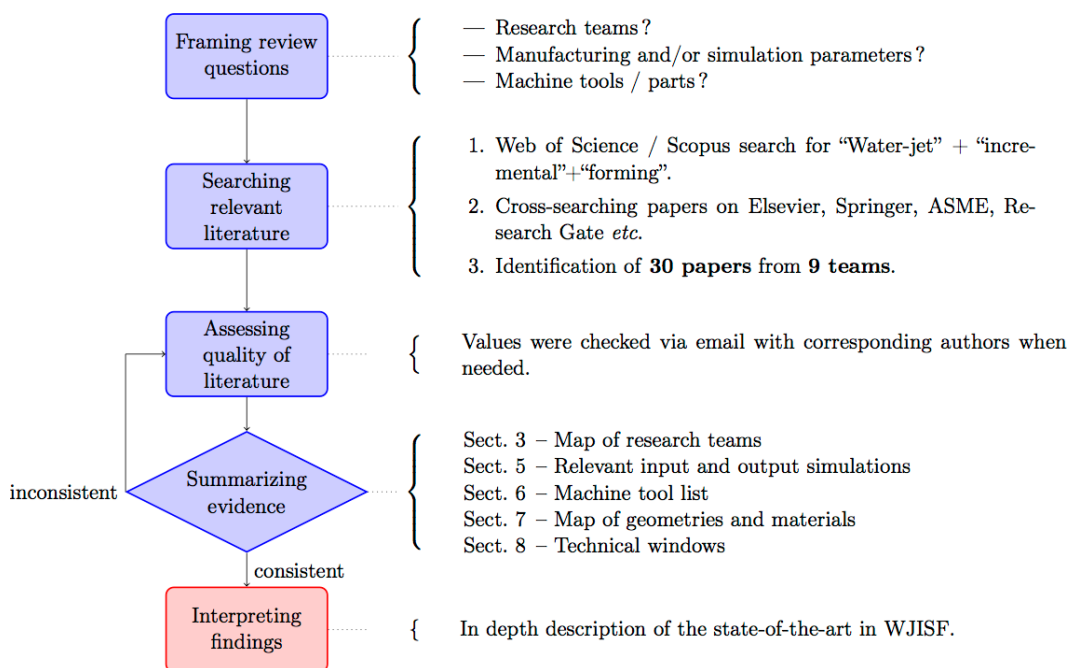 Framing review
questions
— Research teams ?
— Manufacturing and/or simulation parameters ?
— Machine tools / parts ?
Searching
relevant
literature
1. Web of Science / Scopus search for “Water-jet” + “incre-
mental”+“forming”.
2. Cross-searching papers on Elsevier, Springer, ASME, Re-
search Gate etc.
3. Identification of 30 papers from 9 teams.
Assessing
quality of
literature
Values were checked via email with corresponding authors when
needed.
Summarizing
evidence
inconsistent
consistent
Sect. 3 – Map of research teams
Sect. 5 – Relevant input and output simulations
Sect. 6 – Machine tool list
Sect. 7 – Map of geometries and materials
Sect. 8 – Technical windows
Interpreting
findings
In depth description of the state-of-the-art in WJISF.